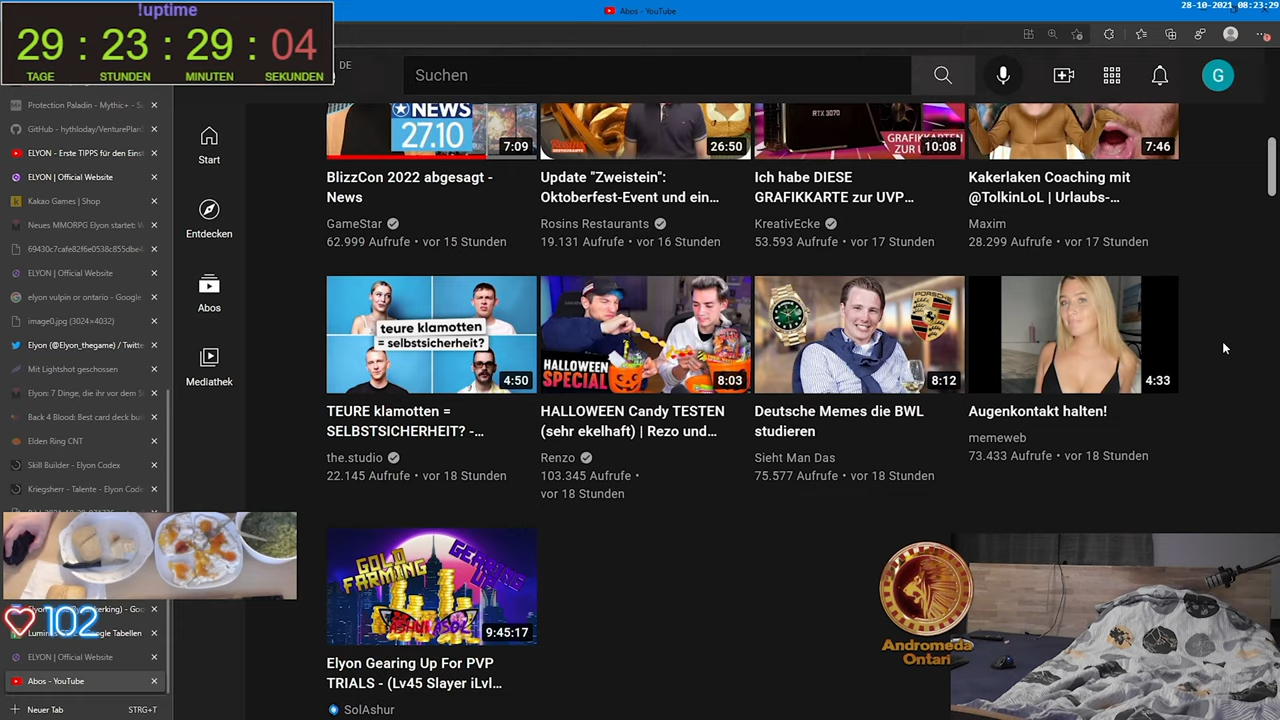 !uptime
29 : 23 : 29 : 04
TAGE STUNDEN MINUTEN SEKUNDEN
Abos - YouTube
28-10-2021 08:23:29
DE
Suchen
G
Protection Paladin - Mythic+ - S
GitHub - hythloday/VenturePlan
ELYON - Erste TIPPS für den Eins
ELYON | Official Website
Kakao Games | Shop
Neues MMORPG Elyon startet: W
69430c7cafe82f6e0538c855dbe4
ELYON | Official Website
elyon vulpin or ontario - Google
image0.jpg (3024×4032)
Elyon (@Elyon_thegame) / Twitte
Mit Lightshot geschossen
Elyon: 7 Dinge, die ihr vor dem S
Back 4 Blood: Best card deck bui
Elden Ring CNT
Skill Builder - Elyon Codex
Kriegsherr - Talente - Elyon Code
102
ELYON | Official Website
Abos - YouTube
Neuer Tab STRG+T
Start
Entdecken
Abos
Mediathek
NEWS
27.10
7:09
BlizzCon 2022 abgesagt -
News
GameStar
62.999 Aufrufe • vor 15 Stunden
26:50
Update "Zweistein":
Oktoberfest-Event und ein...
Rosins Restaurants
19.131 Aufrufe • vor 16 Stunden
RTX 3070
GRAFIKKARTEN
ZUR
10:08
Ich habe DIESE
GRAFIKKARTE zur UVP...
KreativEcke
53.593 Aufrufe • vor 17 Stunden
7:46
Kakerlaken Coaching mit
@TolkinLoL | Urlaubs-...
Maxim
28.299 Aufrufe • vor 17 Stunden
teure klamotten
= selbstsicherheit?
4:50
TEURE klamotten =
SELBSTSICHERHEIT? -...
the.studio
22.145 Aufrufe • vor 18 Stunden
HALLOWEEN
SPECIAL
8:03
HALLOWEEN Candy TESTEN
(sehr ekelhaft) | Rezo und...
Renzo
103.345 Aufrufe •
vor 18 Stunden
PORSCHE
8:12
Deutsche Memes die BWL
studieren
Sieht Man Das
75.577 Aufrufe • vor 18 Stunden
4:33
Augenkontakt halten!
memeweb
73.433 Aufrufe • vor 18 Stunden
GOLD
FARMING
GEARING
UP
9:45:17
Elyon Gearing Up For PVP
TRIALS - (Lv45 Slayer iLvl...
SolAshur
Andromeda
Ontari